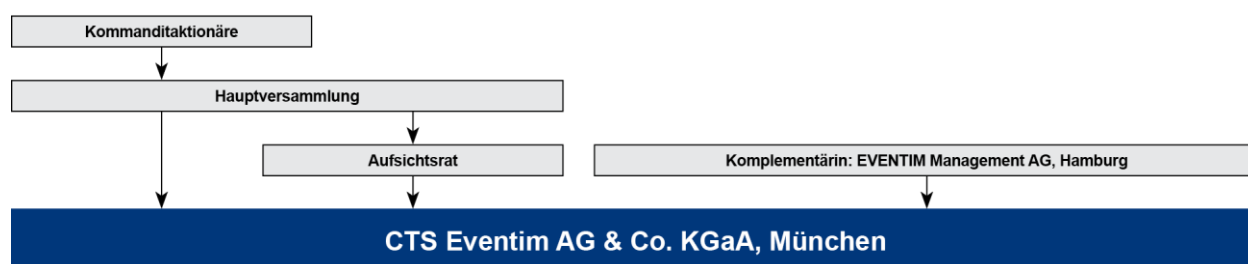 Kommanditaktionäre
Hauptversammlung
Aufsichtsrat
Komplementärin: EVENTIM Management AG, Hamburg
CTS Eventim AG & Co. KGaA, München